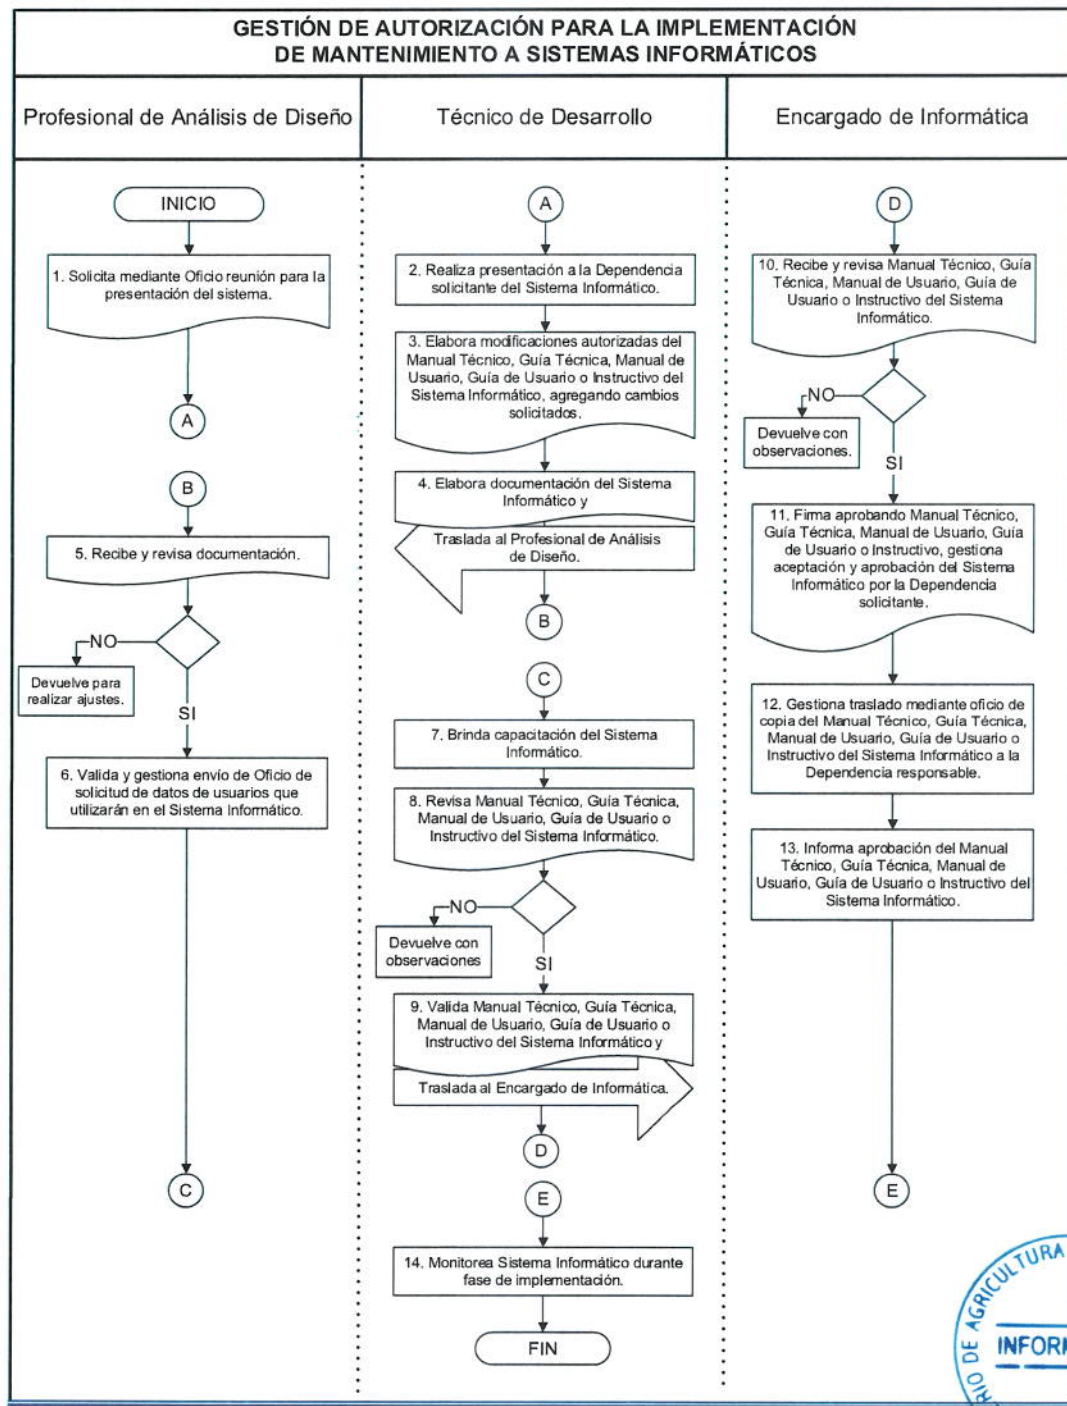 GESTIÓN DE AUTORIZACIÓN PARA LA IMPLEMENTACIÓN
DE MANTENIMIENTO A SISTEMAS INFORMÁTICOS
Profesional de Análisis de Diseño
Técnico de Desarrollo
Encargado de Informática
INICIO
1. Solicita mediante Oficio reunión para la
presentación del sistema.
A
B
5. Recibe y revisa documentación.
NO
Devuelve para
realizar ajustes.
SI
6. Valida y gestiona envío de Oficio de
solicitud de datos de usuarios que
utilizarán en el Sistema Informático.
C
A
2. Realiza presentación a la Dependencia
solicitante del Sistema Informático.
3. Elabora modificaciones autorizadas del
Manual Técnico, Guía Técnica, Manual de
Usuario, Guía de Usuario o Instructivo del
Sistema Informático, agregando cambios
solicitados.
4. Elabora documentación del Sistema
Informático y
Traslada al Profesional de Análisis
de Diseño.
B
C
7. Brinda capacitación del Sistema
Informático.
8. Revisa Manual Técnico, Guía Técnica,
Manual de Usuario, Guía de Usuario o
Instructivo del Sistema Informático.
NO
Devuelve con
observaciones
SI
9. Valida Manual Técnico, Guía Técnica,
Manual de Usuario, Guía de Usuario o
Instructivo del Sistema Informático y
Traslada al Encargado de Informática.
D
E
14. Monitorea Sistema Informático durante
fase de implementación.
FIN
D
10. Recibe y revisa Manual Técnico, Guía
Técnica, Manual de Usuario, Guía de
Usuario o Instructivo del Sistema
Informático.
NO
Devuelve con
observaciones.
SI
11. Firma aprobando Manual Técnico,
Guía Técnica, Manual de Usuario, Guía
de Usuario o Instructivo, gestiona
aceptación y aprobación del Sistema
Informático por la Dependencia
solicitante.
12. Gestiona traslado mediante oficio de
copia del Manual Técnico, Guía Técnica,
Manual de Usuario, Guía de Usuario o
Instructivo del Sistema Informático a la
Dependencia responsable.
13. Informa aprobación del Manual
Técnico, Guía Técnica, Manual de
Usuario, Guía de Usuario o Instructivo del
Sistema Informático.
E
RIO DE AGRICULTURA
INFORM